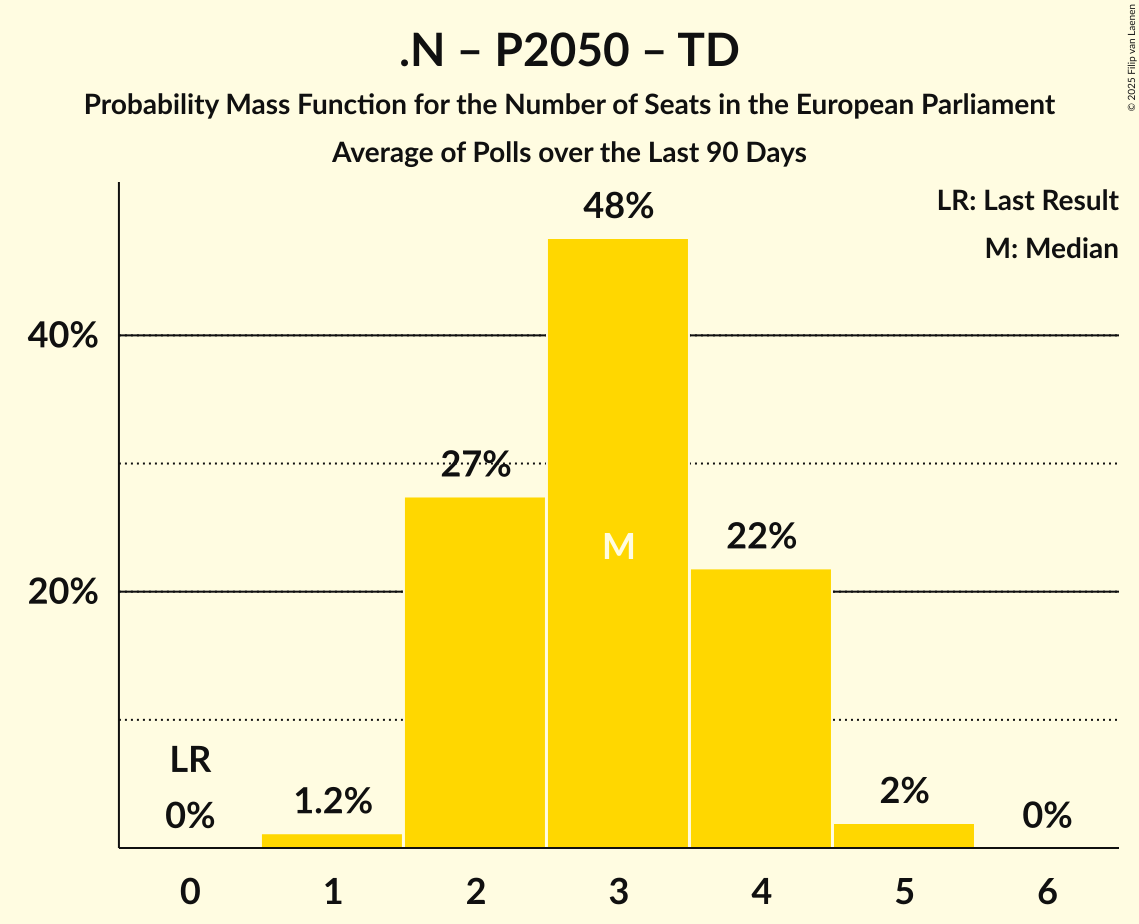 .N – P2050 – TD
Probability Mass Function for the Number of Seats in the European Parliament
Average of Polls over the Last 90 Days
© 2025 Filip van Laenen
LR: Last Result
M: Median
48%
40%
27%
M
22%
20%
LR
0%
1.2%
2%
0%
0 1 2 3 4 5 6